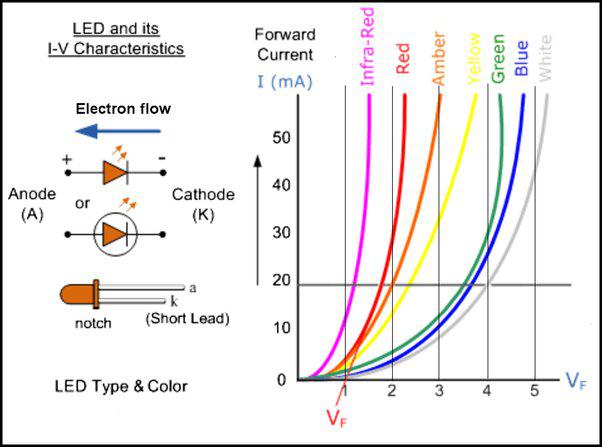 LED and its
I-V Characteristics
Electron flow
+ -
Anode
(A)
or
Cathode
(K)
a
k
notch
(Short Lead)
LED Type & Color
Forward
Current
I (mA)
Infra-Red
Red
Amber
Yellow
Green
Blue
White
50
40
30
20
10
0
1 2 3 4 5
VF
VF